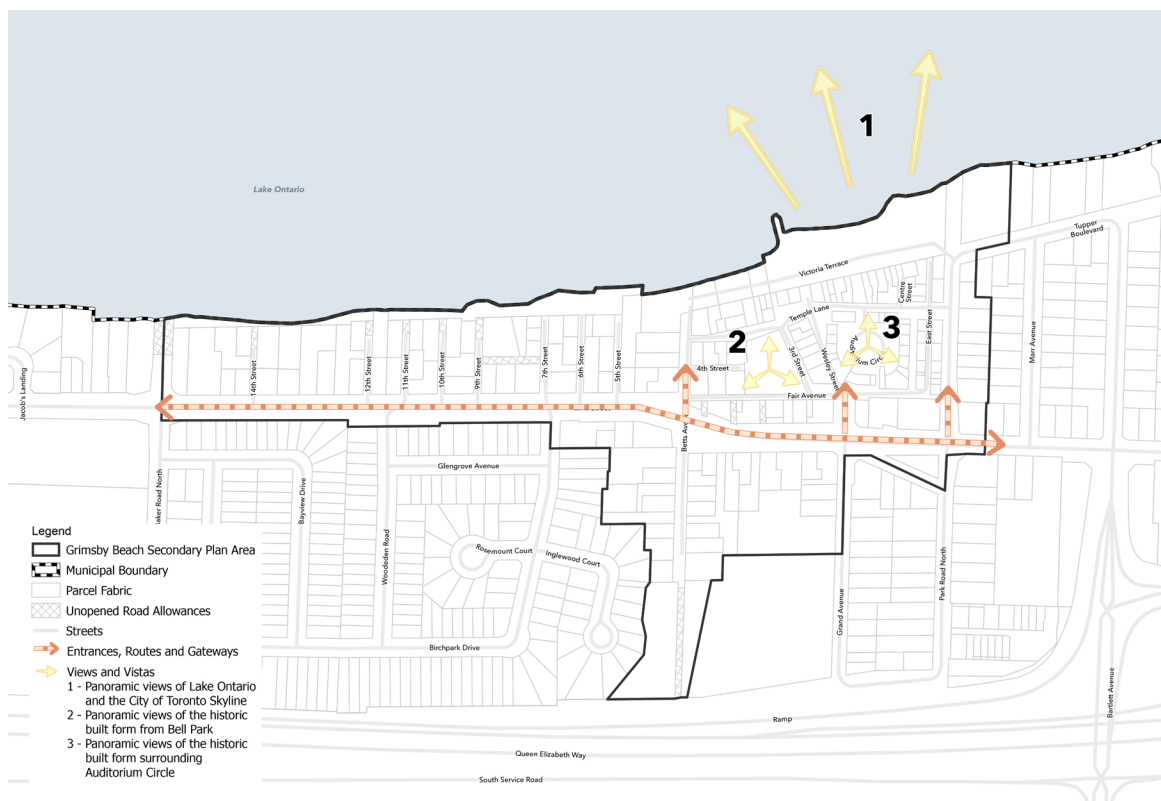 1
Lake Ontario
Tupper
Boulevard
Victoria Terrace
Centre
Street
Temple Lane
3
2
East Street
Marr Avenue
3rd Street
Wesley Street
4th Street
Fair Avenue
14th Street
12th Street
11th Street
10th Street
9th Street
7th Street
6th Street
5th Street
Jacob's Landing
Betts
Glengrove Avenue
Bayview Drive
Woodeden Road
Rosemount Court
Inglewood Court
Birchpark Drive
Grand Avenue
Park Road North
Bartlett Avenue
Ramp
Queen Elizabeth Way
South Service Road
Road North
Legend
Grimsby Beach Secondary Plan Area
Municipal Boundary
Parcel Fabric
Unopened Road Allowances
Streets
Entrances, Routes and Gateways
Views and Vistas
1 - Panoramic views of Lake Ontario
and the City of Toronto Skyline
2 - Panoramic views of the historic
built form from Bell Park
3 - Panoramic views of the historic
built form surrounding
Auditorium Circle